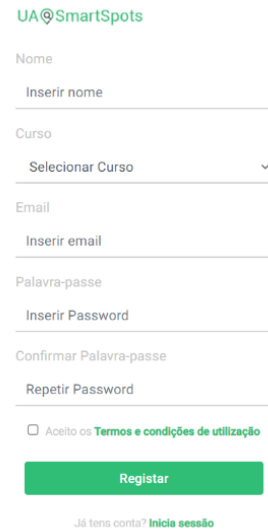 UA@SmartSpots
Nome
Inserir nome
Curso
Selecionar Curso
Email
Inserir email
Palavra-passe
Inserir Password
Confirmar Palavra-passe
Repetir Password
Aceito os Termos e condições de utilização
Registar
Já tens conta? Inicia sessão